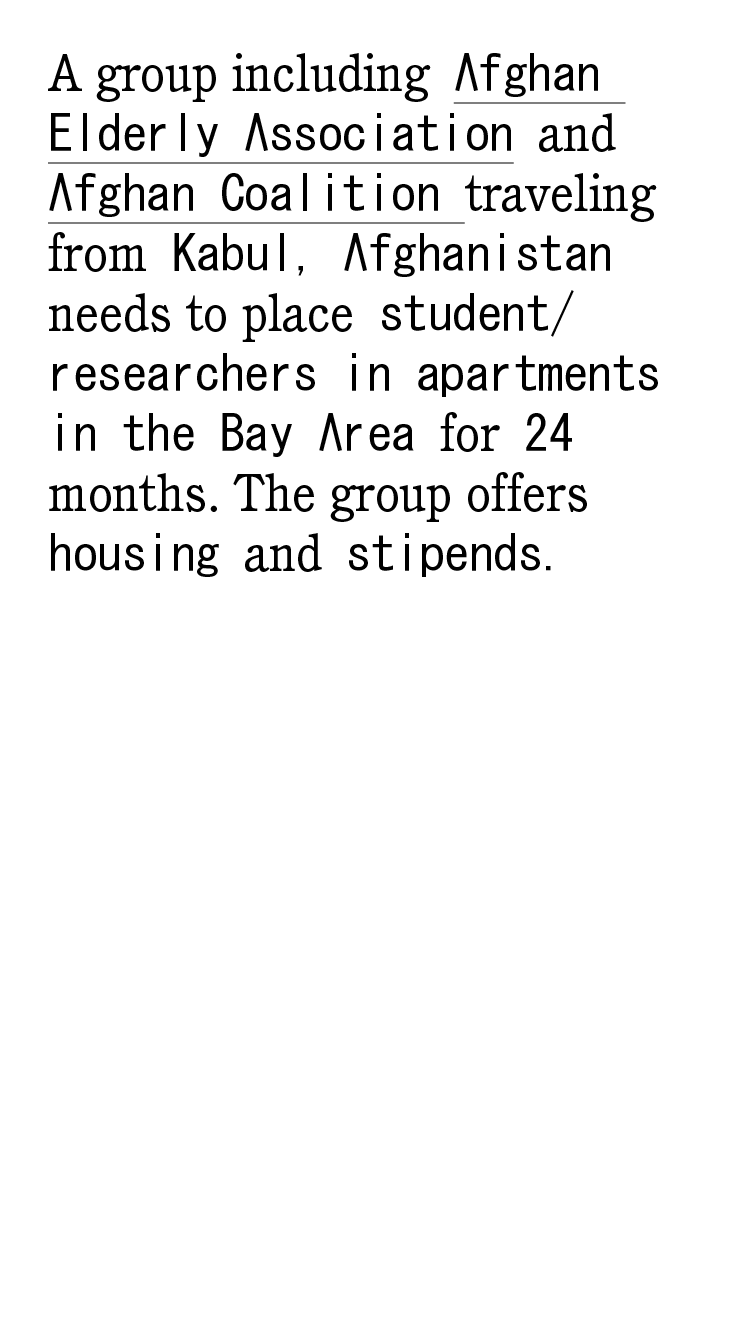 A group including Afghan
Elderly Association and
Afghan Coalition traveling
from Kabul, Afghanistan
needs to place student/
researchers in apartments
in the Bay Area for 24
months. The group offers
housing and stipends.